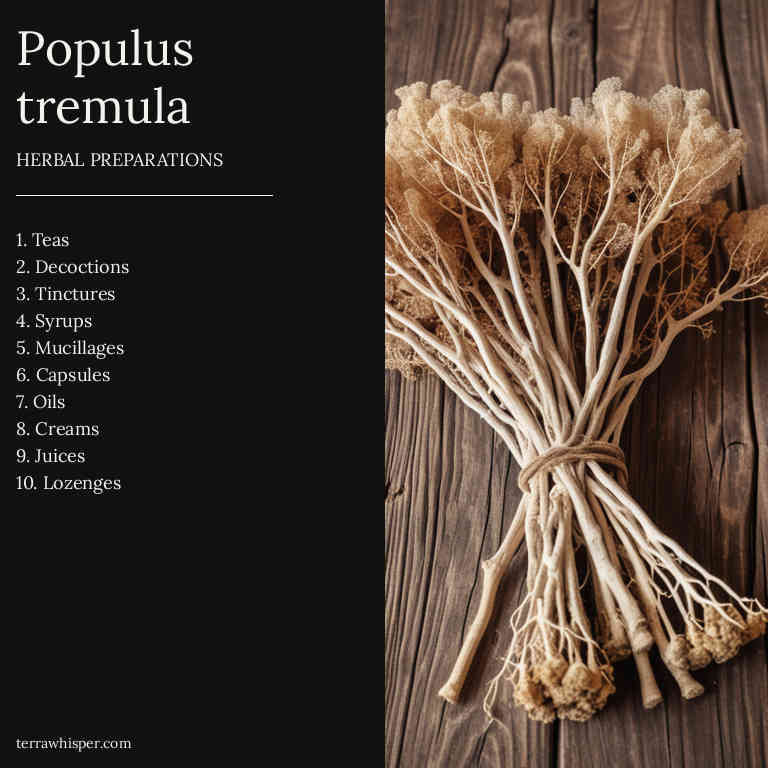 Populus
tremula
HERBAL PREPARATIONS
1. Teas
2. Decoctions
3. Tinctures
4. Syrups
5. Mucillages
6. Capsules
7. Oils
8. Creams
9. Juices
10. Lozenges
terrawhisper.com